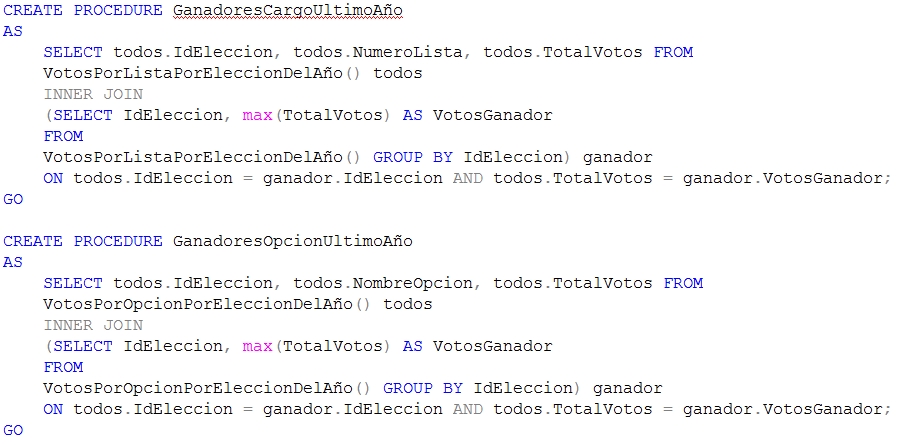 CREATE PROCEDURE GanadoresCargoUltimoAño
AS
    SELECT todos.IdEleccion, todos.NumeroLista, todos.TotalVotos FROM
    VotosPorListaPorEleccionDelAño() todos
    INNER JOIN
    (SELECT IdEleccion, max(TotalVotos) AS VotosGanador
    FROM
    VotosPorListaPorEleccionDelAño() GROUP BY IdEleccion) ganador
    ON todos.IdEleccion = ganador.IdEleccion AND todos.TotalVotos = ganador.VotosGanador;
GO

CREATE PROCEDURE GanadoresOpcionUltimoAño
AS
    SELECT todos.IdEleccion, todos.NombreOpcion, todos.TotalVotos FROM
    VotosPorOpcionPorEleccionDelAño() todos
    INNER JOIN
    (SELECT IdEleccion, max(TotalVotos) AS VotosGanador
    FROM
    VotosPorOpcionPorEleccionDelAño() GROUP BY IdEleccion) ganador
    ON todos.IdEleccion = ganador.IdEleccion AND todos.TotalVotos = ganador.VotosGanador;
GO